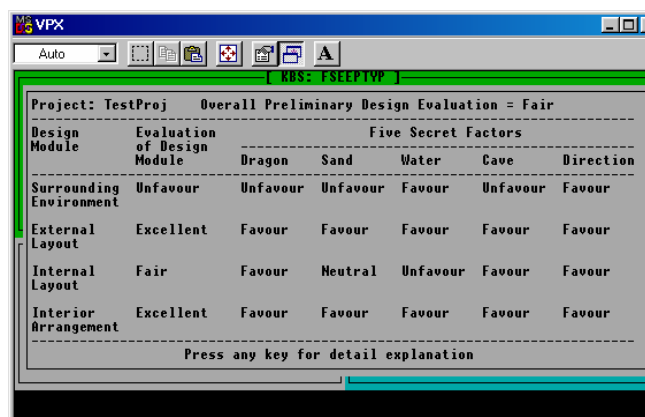 VPX
Auto A
[ KBS: FSEEPTYP ]
Project: TestProj Overall Preliminary Design Evaluation = Fair
Design Evaluation Five Secret Factors
Module of Design
Module Dragon Sand Water Cave Direction
Surrounding Unfavour Unfavour Unfavour Favour Unfavour Favour
Environment
External Excellent Favour Favour Favour Favour Favour
Layout
Internal Fair Favour Neutral Unfavour Favour Favour
Layout
Interior Excellent Favour Favour Favour Favour Favour
Arrangement
Press any key for detail explanation